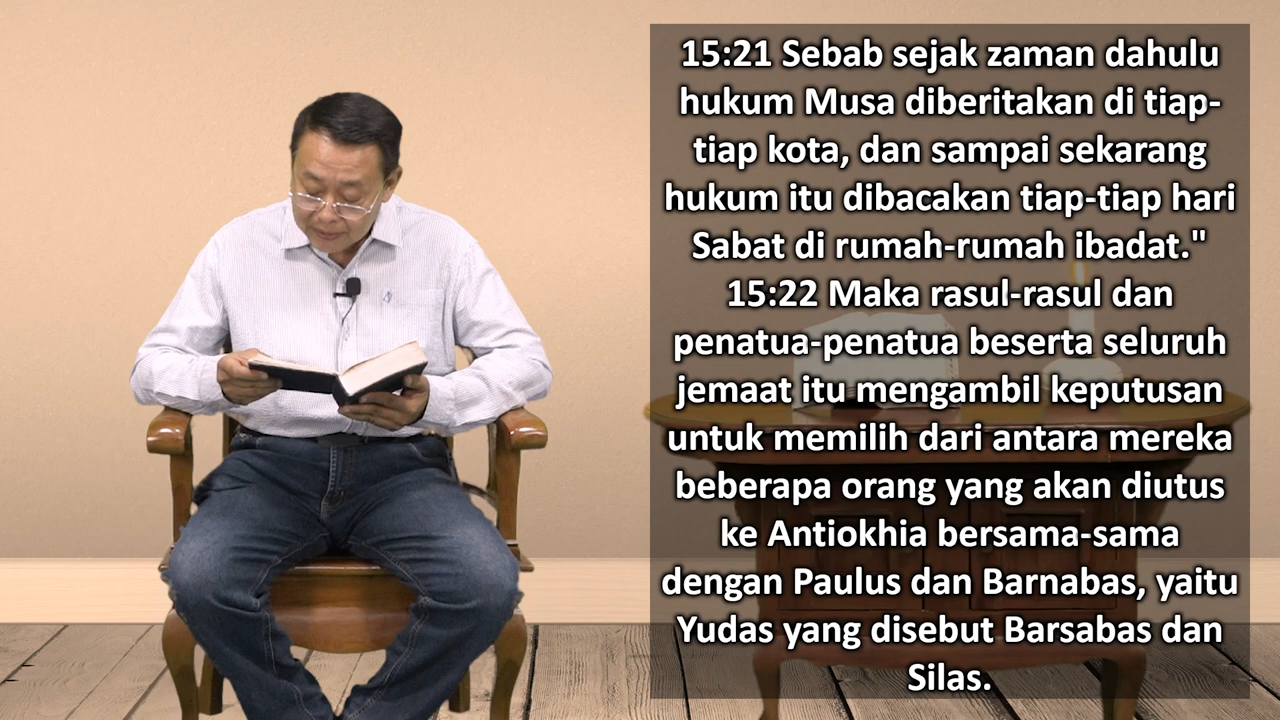 15:21 Sebab sejak zaman dahulu
hukum Musa diberitakan di tiap-
tiap kota, dan sampai sekarang
hukum itu dibacakan tiap-tiap hari
Sabat di rumah-rumah ibadat."
15:22 Maka rasul-rasul dan
penatua-penatua beserta seluruh
jemaat itu mengambil keputusan
untuk memilih dari antara mereka
beberapa orang yang akan diutus
ke Antiokhia bersama-sama
dengan Paulus dan Barnabas, yaitu
Yudas yang disebut Barsabas dan
Silas.